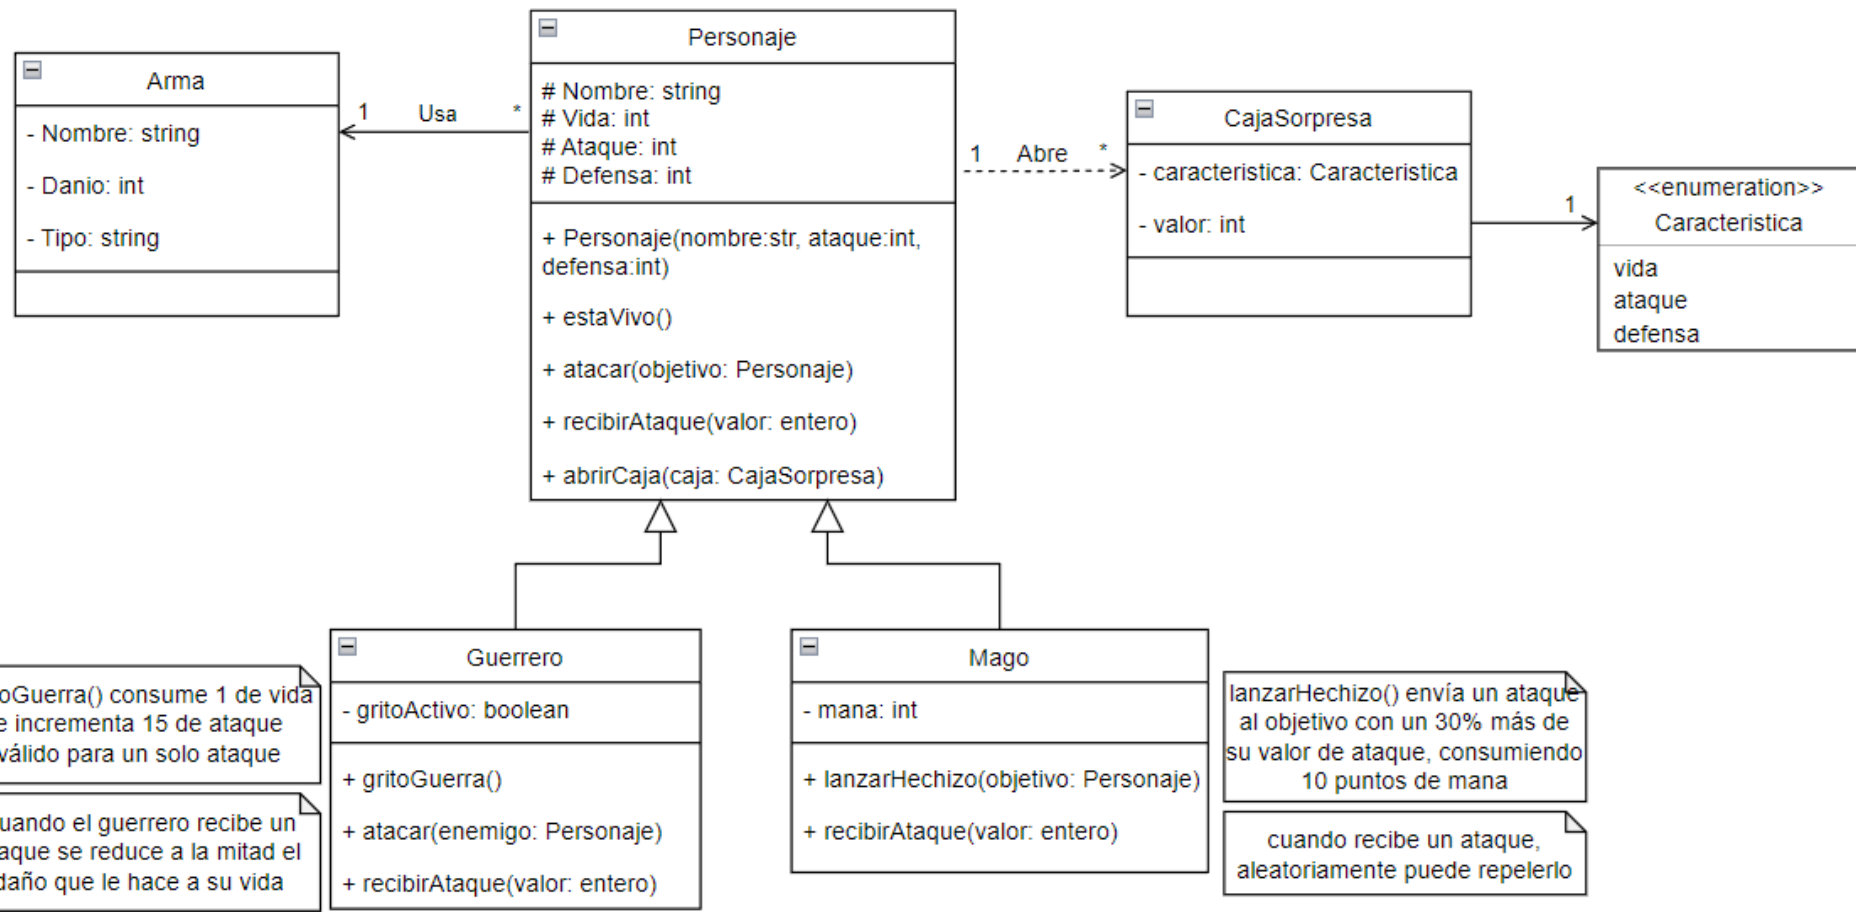 Arma
- Nombre: string
- Danio: int
- Tipo: string
1 Usa *
Personaje
# Nombre: string
# Vida: int
# Ataque: int
# Defensa: int
+ Personaje(nombre:str, ataque:int,
defensa:int)
+ estaVivo()
+ atacar(objetivo: Personaje)
+ recibirAtaque(valor: entero)
+ abrirCaja(caja: CajaSorpresa)
1 Abre *
CajaSorpresa
- caracteristica: Caracteristica
- valor: int
1
<<enumeration>>
Caracteristica
vida
ataque
defensa
oGuerra() consume 1 de vida
e incrementa 15 de ataque
válido para un solo ataque
uando el guerrero recibe un
aque se reduce a la mitad el
daño que le hace a su vida
Guerrero
- gritoActivo: boolean
+ gritoGuerra()
+ atacar(enemigo: Personaje)
+ recibirAtaque(valor: entero)
Mago
- mana: int
+ lanzarHechizo(objetivo: Personaje)
+ recibirAtaque(valor: entero)
lanzarHechizo() envía un ataque
al objetivo con un 30% más de
su valor de ataque, consumiendo
10 puntos de mana
cuando recibe un ataque,
aleatoriamente puede repelerlo